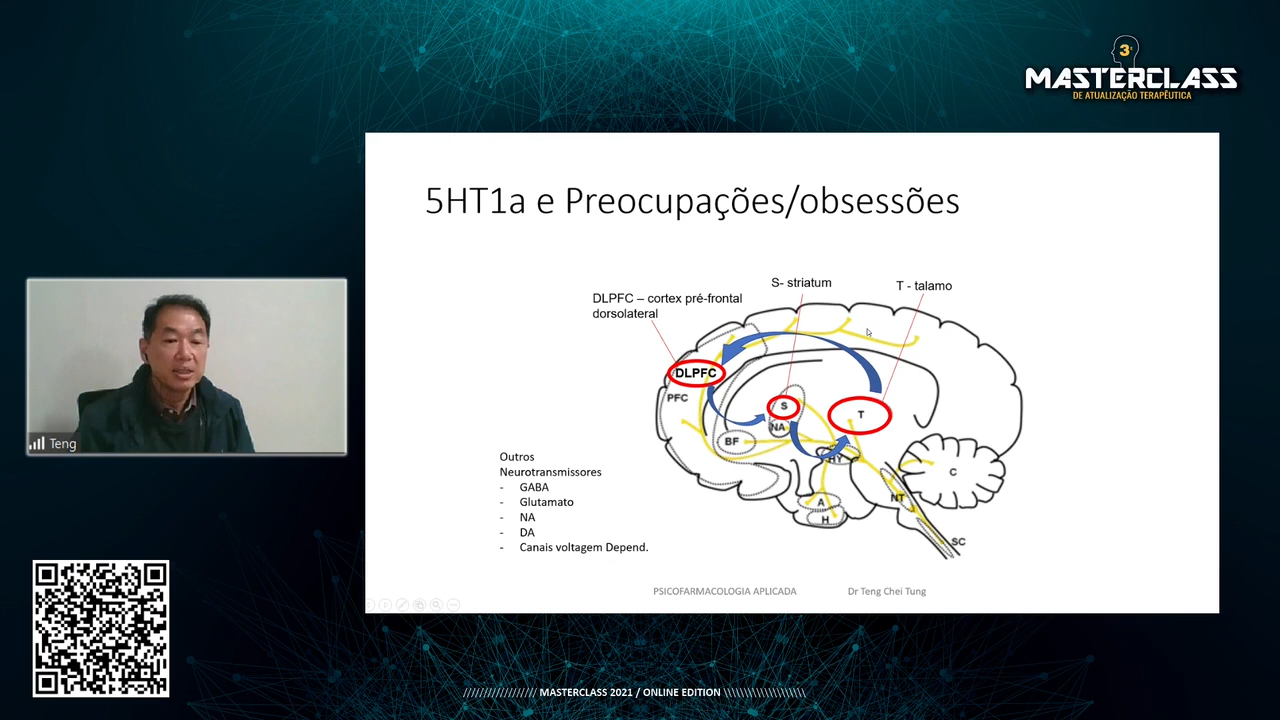 3ª
MASTERCLASS
DE ATUALIZAÇÃO TERAPÊUTICA
5HT1a e Preocupações/obsessões
S- striatum
T - talamo
DLPFC – cortex pré-frontal
dorsolateral
DLPFC
PFC
S
T
NA
BF
HY
C
A
NT
H
SC
Outros
Neurotransmissores
- GABA
- Glutamato
- NA
- DA
- Canais voltagem Depend.
PSICOFARMACOLOGIA APLICADA
Dr Teng Chei Tung
Teng
/////////////////// MASTERCLASS 2021 / ONLINE EDITION \\\\\\\\\\\\\\\\\\\